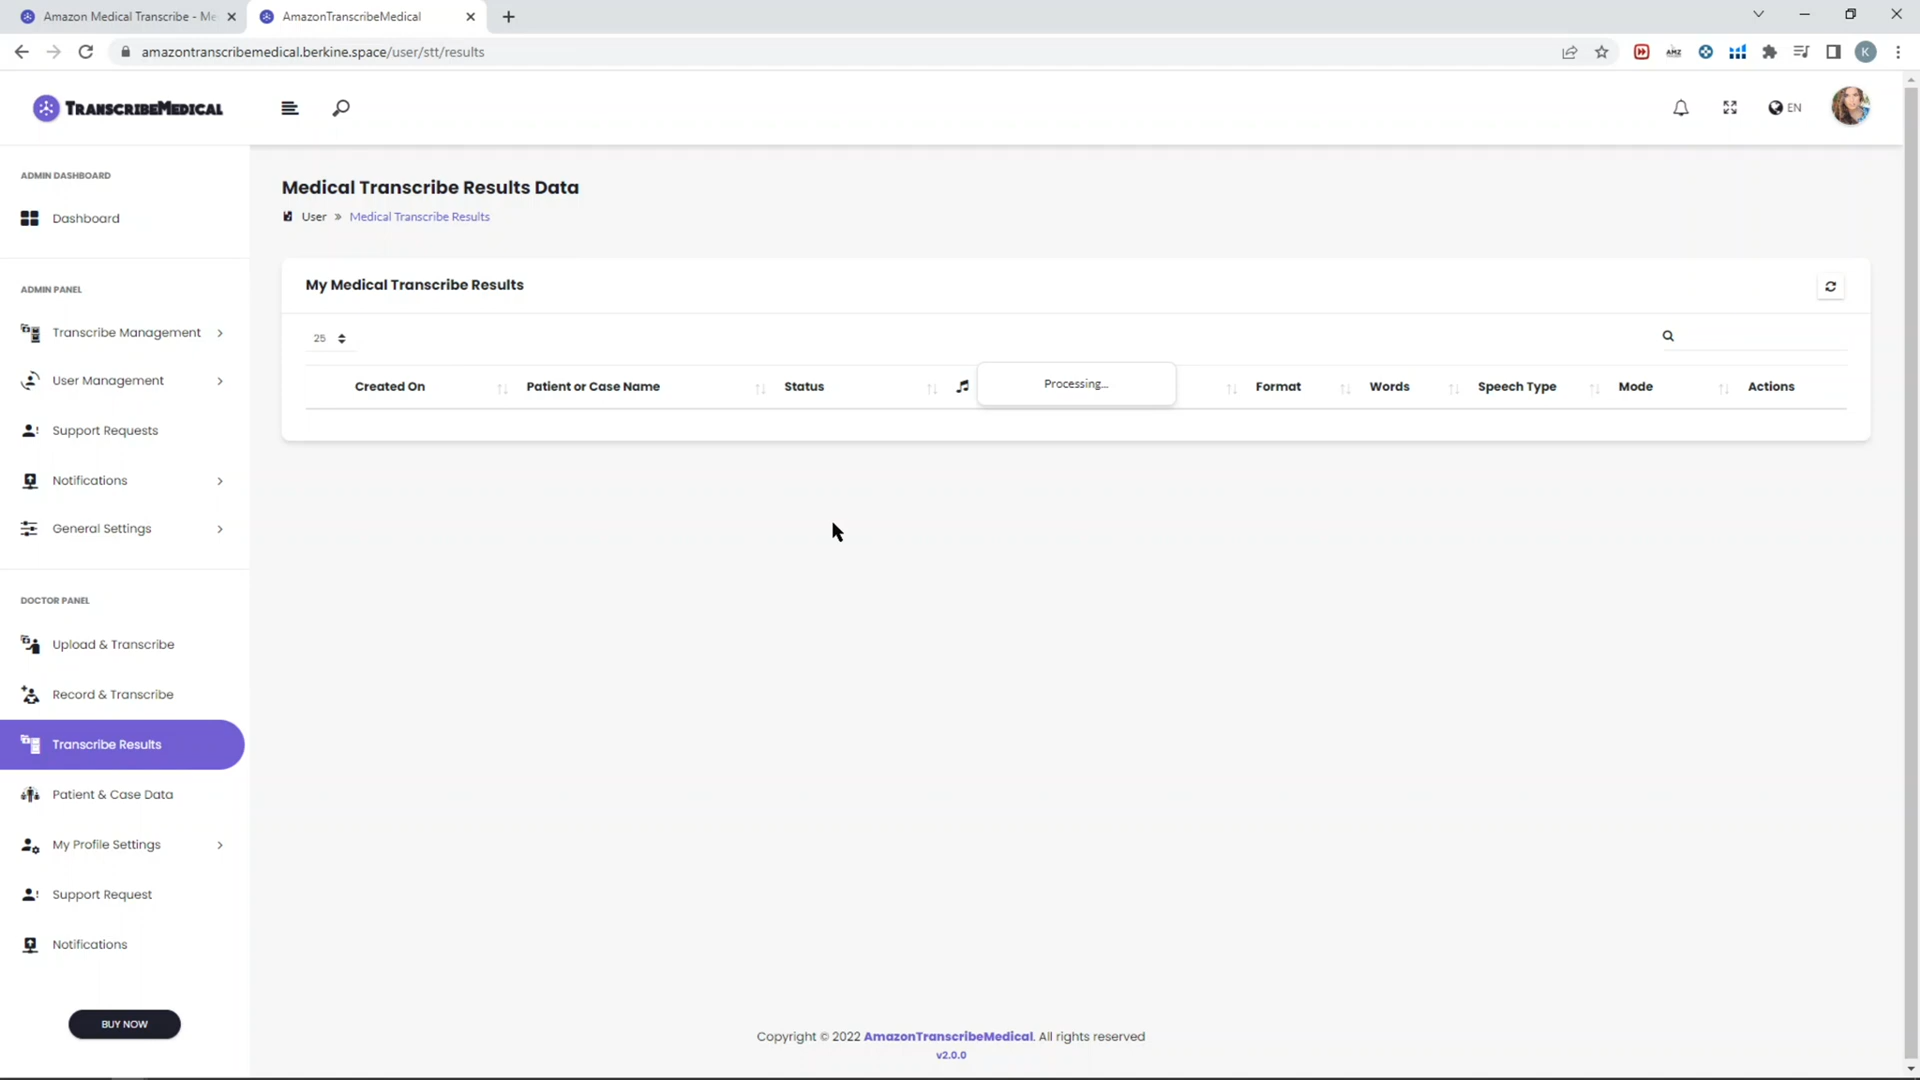 Amazon Medical Transcribe - Me
AmazonTranscribeMedical
amazontranscribemedical.berkine.space/user/stt/results
AMZ
K
TRANSCRIBEMEDICAL
EN
ADMIN DASHBOARD
Dashboard
ADMIN PANEL
Transcribe Management
User Management
Support Requests
Notifications
General Settings
DOCTOR PANEL
Upload & Transcribe
Record & Transcribe
Transcribe Results
Patient & Case Data
My Profile Settings
Support Request
Notifications
BUY NOW
Medical Transcribe Results Data
User » Medical Transcribe Results
My Medical Transcribe Results
25
Created On Patient or Case Name Status Processing... Format Words Speech Type Mode Actions
Copyright © 2022 AmazonTranscribeMedical. All rights reserved
v2.0.0